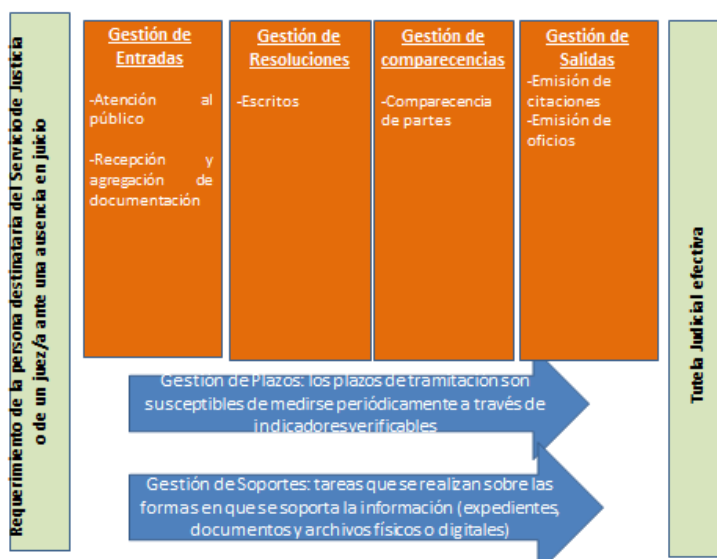 Requerimiento de la persona destinataria del Servicio de Justicia
o de un juez/a ante una ausencia en juicio
Gestión de
Entradas
-Atención al
público
-Recepción y
agregación de
documentación
Gestión de
Resoluciones
-Escritos
Gestión de
comparecencias
-Comparecencia
de partes
Gestión de
Salidas
-Emisión de
citaciones
-Emisión de
oficios
Gestión de Plazos: los plazos de tramitación son
susceptibles de medirse periódicamente a través de
indicadores verificables
Gestión de Soportes: tareas que se realizan sobre las
formas en que se soporta la información (expedientes,
documentos y archivos físicos o digitales)
Tutela Judicial efectiva